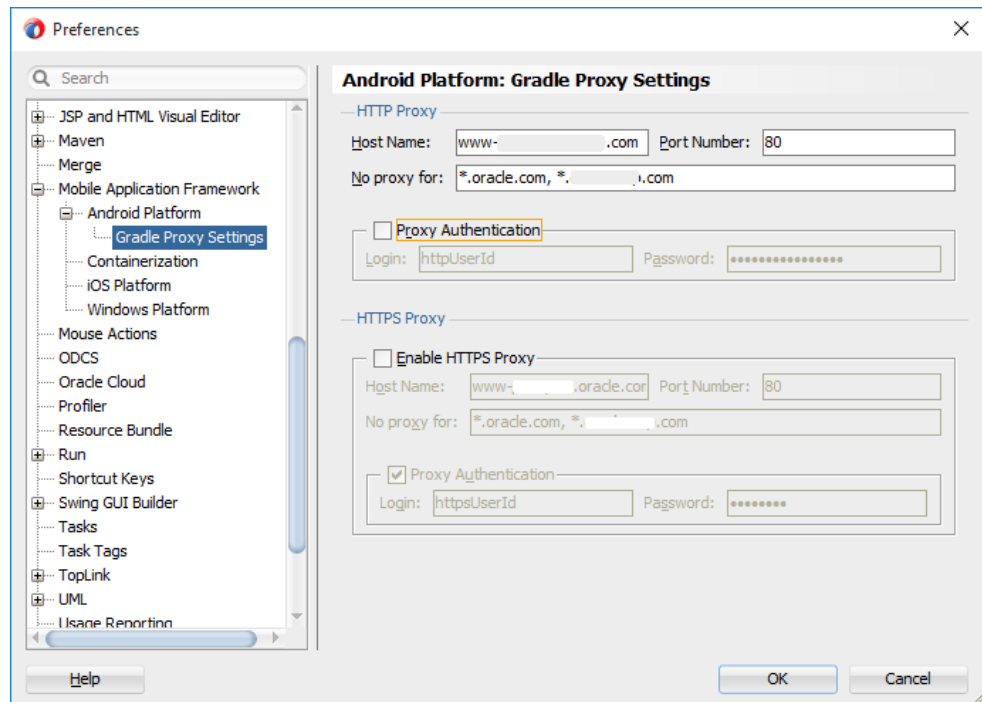 Preferences
Search
JSP and HTML Visual Editor
Maven
Merge
Mobile Application Framework
Android Platform
Gradle Proxy Settings
Containerization
iOS Platform
Windows Platform
Mouse Actions
ODCS
Oracle Cloud
Profiler
Resource Bundle
Run
Shortcut Keys
Swing GUI Builder
Tasks
Task Tags
TopLink
UML
Usage Reporting
Android Platform: Gradle Proxy Settings
HTTP Proxy
Host Name: www- .com Port Number: 80
No proxy for: *.oracle.com, *. .com
Proxy Authentication
Login: httpUserId Password: ••••••••••••••••
HTTPS Proxy
Enable HTTPS Proxy
Host Name: www- .oracle.cor Port Number: 80
No proxy for: *.oracle.com, *. .com
Proxy Authentication
Login: httpsUserId Password: ••••••••
Help OK Cancel